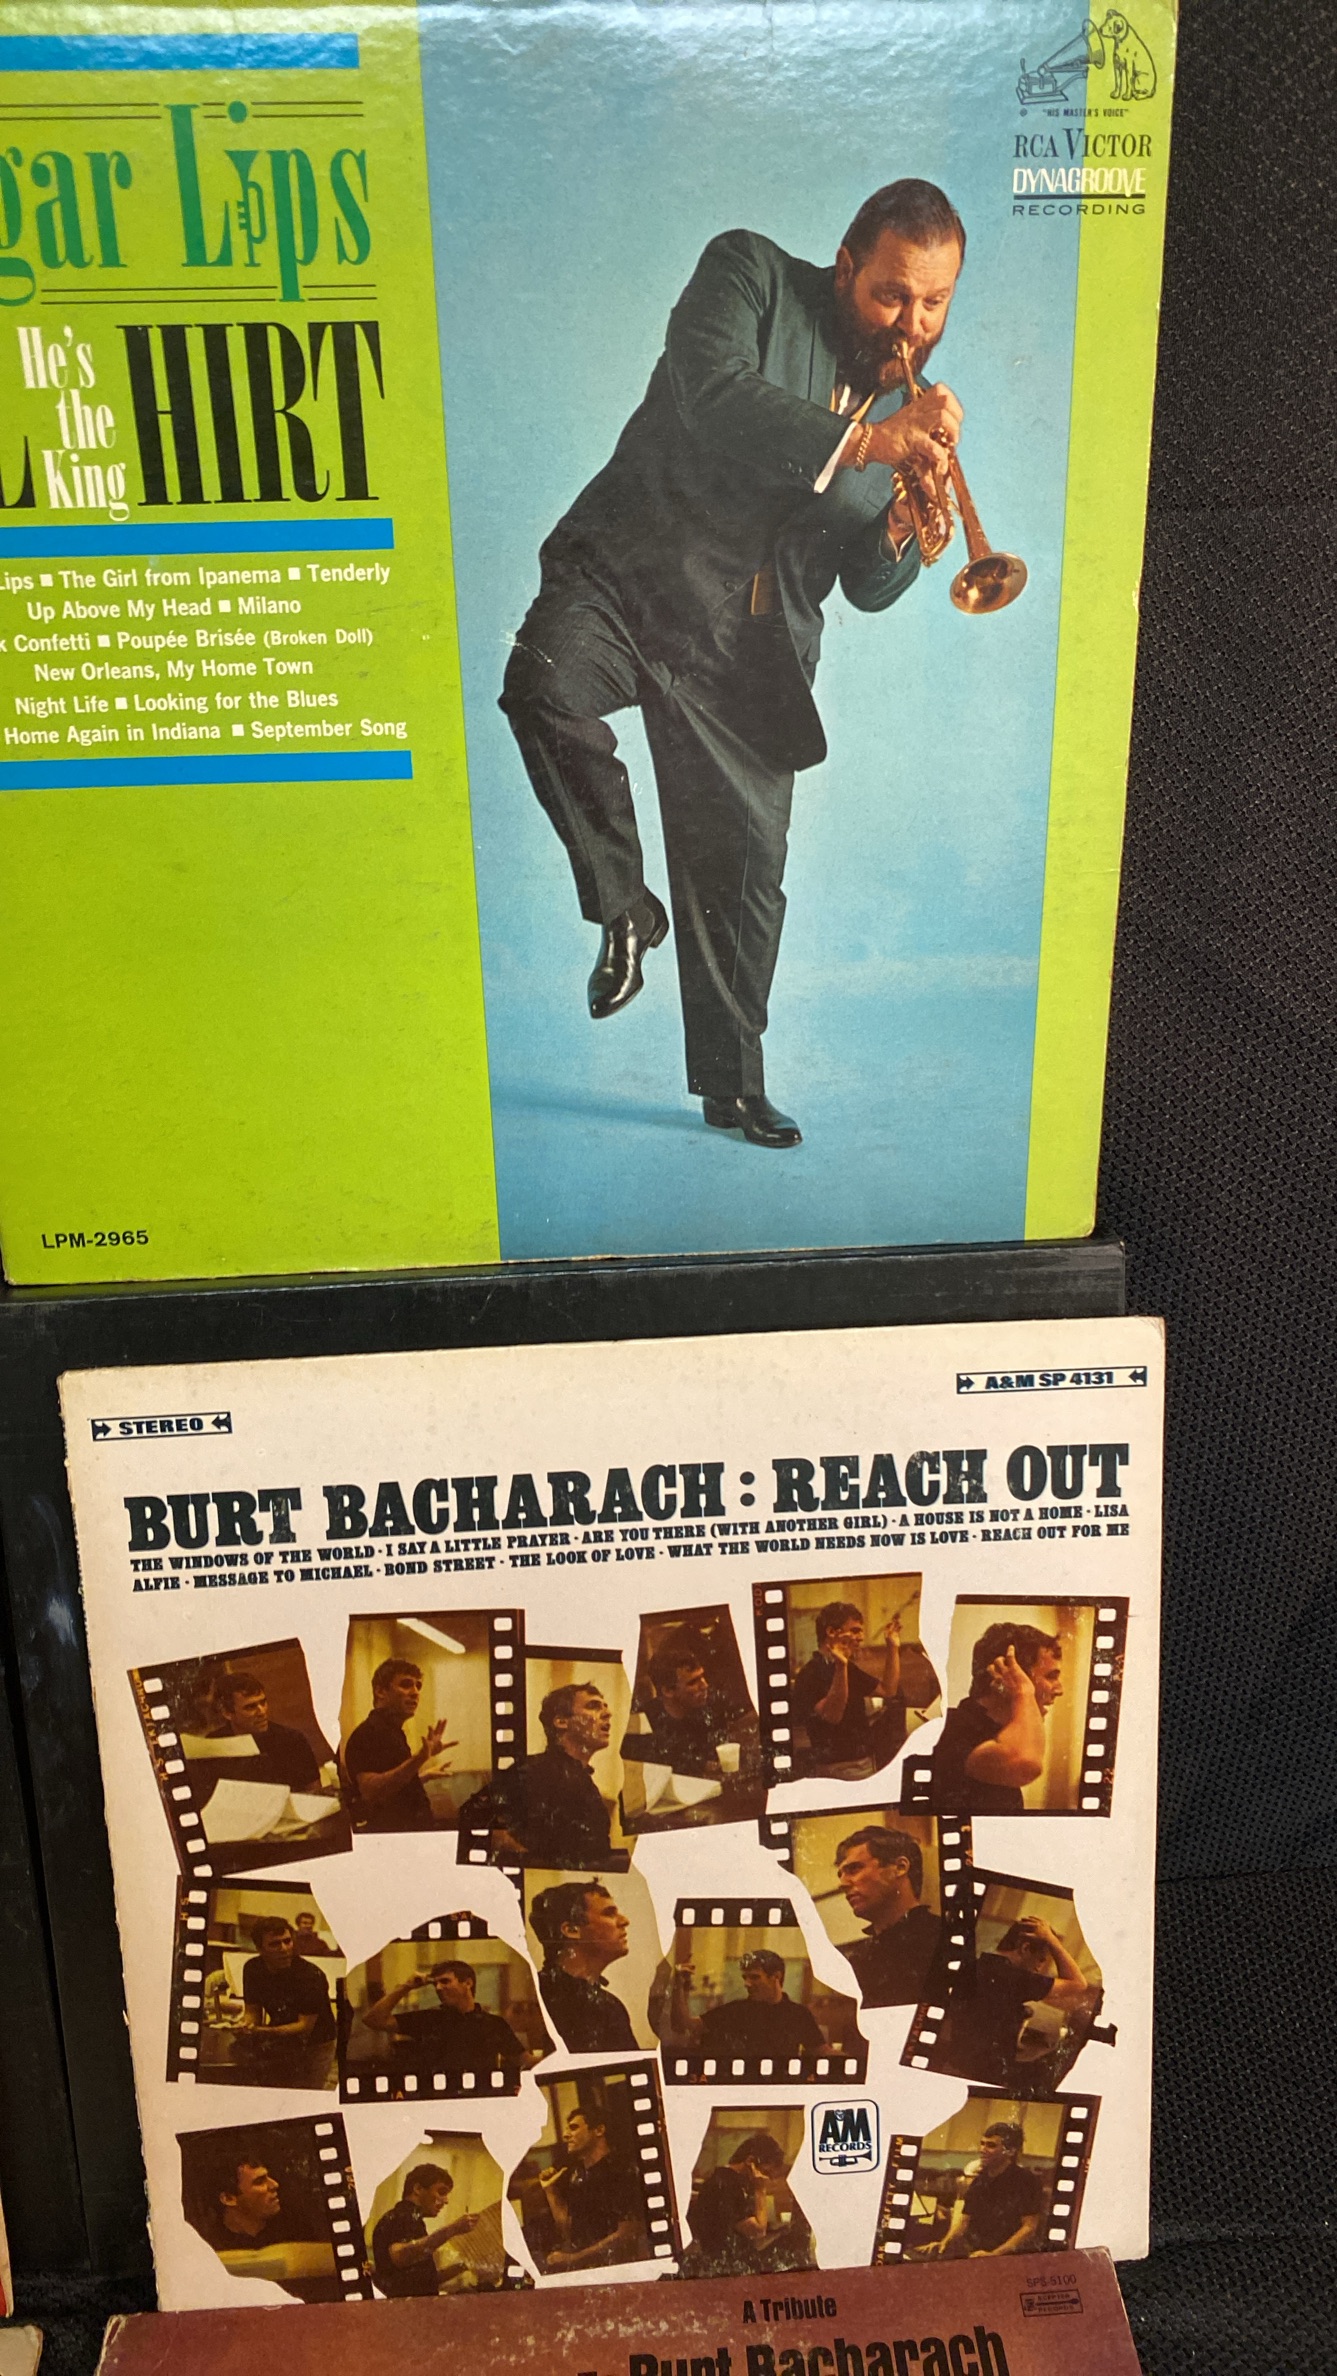 "HIS MASTER'S VOICE"
RCA VICTOR
DYNAGROOVE
RECORDING
gar Lips
He's
the
King
L HIRT
Lips ■ The Girl from Ipanema ■ Tenderly
Up Above My Head ■ Milano
k Confetti ■ Poupée Brisée (Broken Doll)
New Orleans, My Home Town
Night Life ■ Looking for the Blues
Home Again in Indiana ■ September Song
LPM-2965
STEREO
A&M SP 4131
BURT BACHARACH : REACH OUT
THE WINDOWS OF THE WORLD · I SAY A LITTLE PRAYER · ARE YOU THERE (WITH ANOTHER GIRL) · A HOUSE IS NOT A HOME · LISA
ALFIE · MESSAGE TO MICHAEL · BOND STREET · THE LOOK OF LOVE · WHAT THE WORLD NEEDS NOW IS LOVE · REACH OUT FOR ME
A&M
RECORDS
SPS-5100
SCEPTER
RECORDS
A Tribute
Burt Bacharach